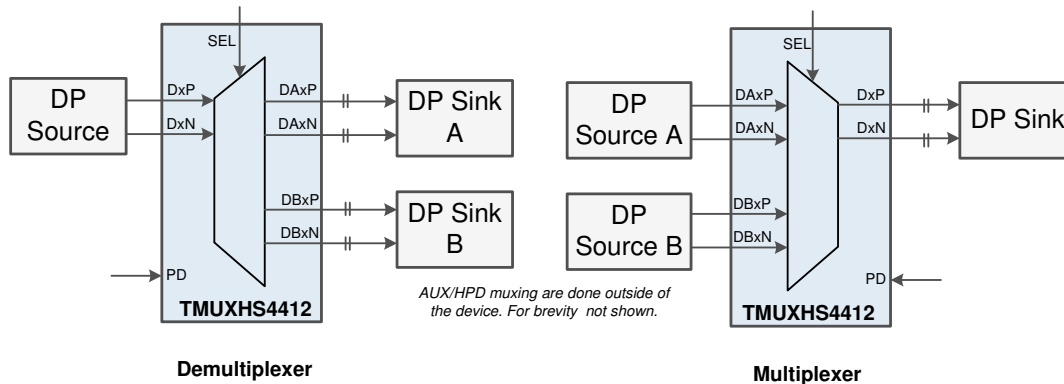 SEL
DP
Source
DxP
DxN
DAxP
DAxN
DP Sink
A
DBxP
DBxN
DP Sink
B
PD
TMUXHS4412
Demultiplexer
AUX/HPD muxing are done outside of
the device. For brevity not shown.
SEL
DP
Source A
DAxP
DAxN
DxP
DxN
DP Sink
DP
Source B
DBxP
DBxN
PD
TMUXHS4412
Multiplexer